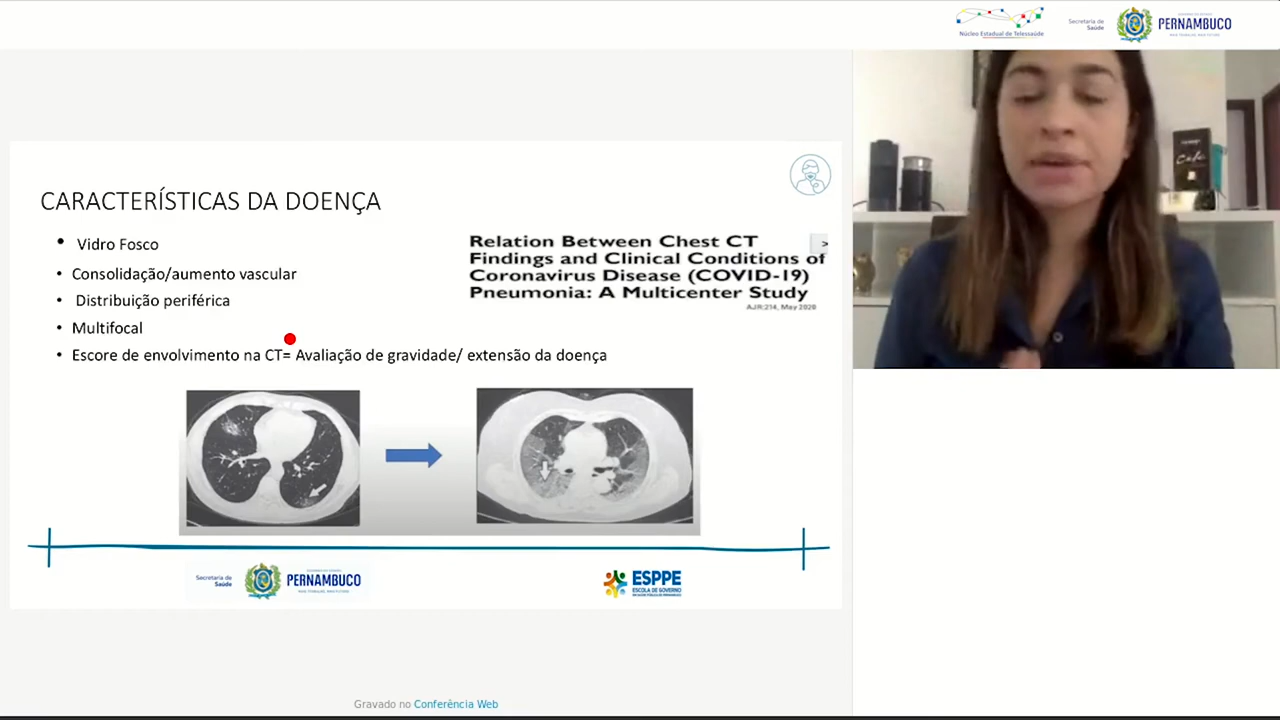 Núcleo Estadual de Telessaúde
Secretaria de
Saúde
PERNAMBUCO
CARACTERÍSTICAS DA DOENÇA
• Vidro Fosco
• Consolidação/aumento vascular
• Distribuição periférica
• Multifocal
• Escore de envolvimento na CT= Avaliação de gravidade/ extensão da doença
Relation Between Chest CT
Findings and Clinical Conditions of
Coronavirus Disease (COVID-19)
Pneumonia: A Multicenter Study
AJR:214, May 2020
>
Secretaria de
Saúde
PERNAMBUCO
ESPPE
ESCOLA DE GOVERNO
Café
Gravado no Conferência Web